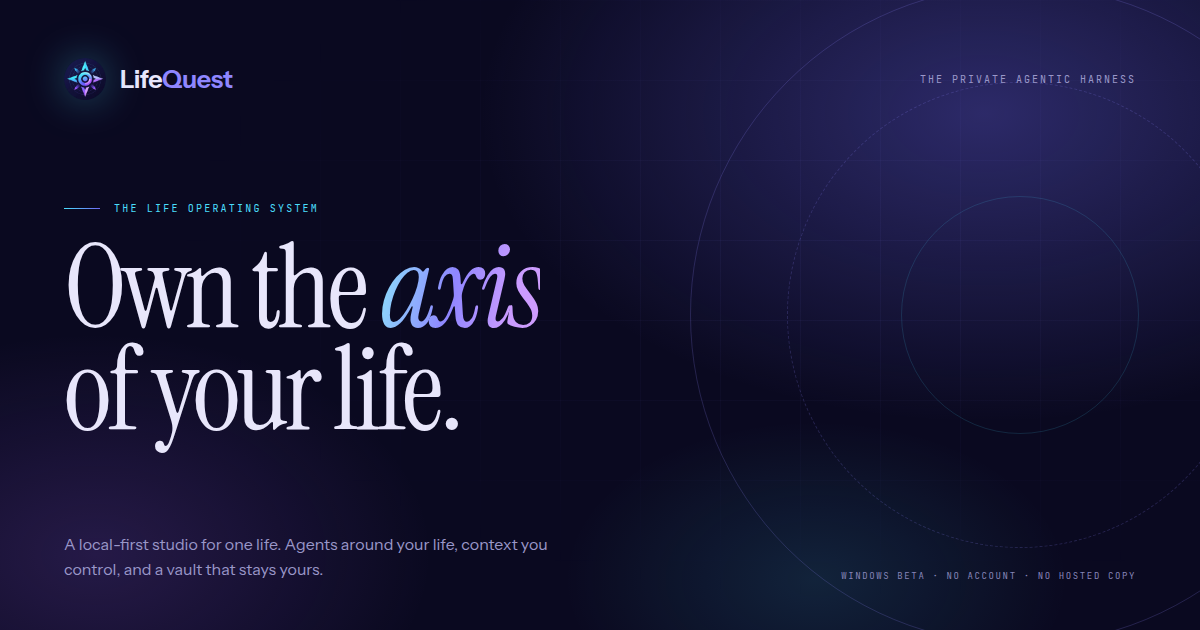 LifeQuest
THE PRIVATE AGENTIC HARNESS
THE LIFE OPERATING SYSTEM
Own the axis
of your life.
A local-first studio for one life. Agents around your life, context you
control, and a vault that stays yours.
WINDOWS BETA · NO ACCOUNT · NO HOSTED COPY